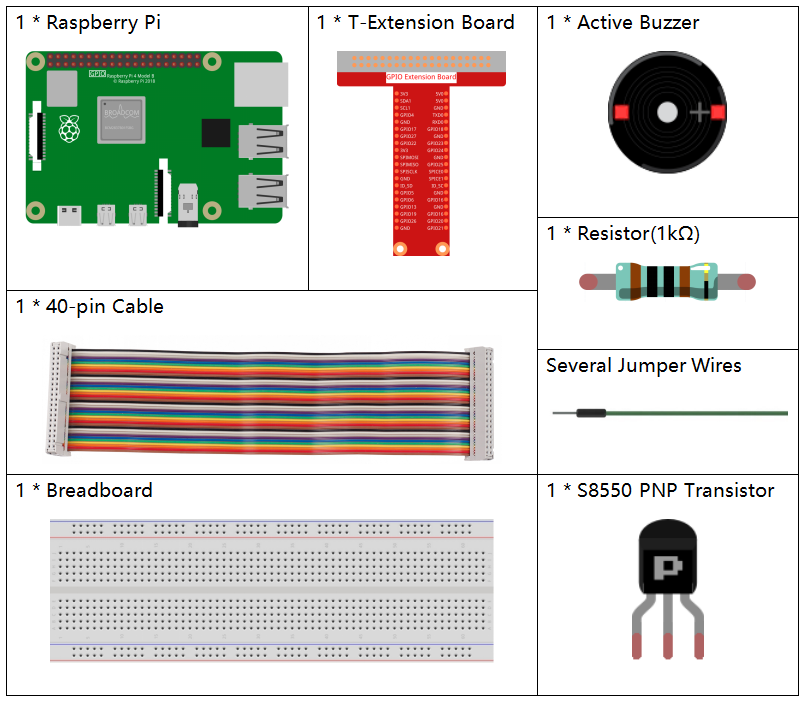 1 * Raspberry Pi
1 * T-Extension Board
1 * Active Buzzer
GPIO
Raspberry Pi 4 Model B
© Raspberry Pi 2018
BROADCOM
GPIO Extension Board
3V3 5V0
SDA1 5V0
SCL1 GND
GPIO4 TXD0
GND RXD0
GPIO17 GPIO18
GPIO27 GND
GPIO22 GPIO23
3V3 GPIO24
SPIMOSI GND
SPIMISO GPIO25
SPISCLK SPICE0
GND SPICE1
ID_SD ID_SC
GPIO5 GND
GPIO6 GPIO12
GPIO13 GND
GPIO19 GPIO16
GPIO26 GPIO20
GND GPIO21
+
1 * Resistor(1kΩ)
1 * 40-pin Cable
Several Jumper Wires
1 * Breadboard
1 * S8550 PNP Transistor
P